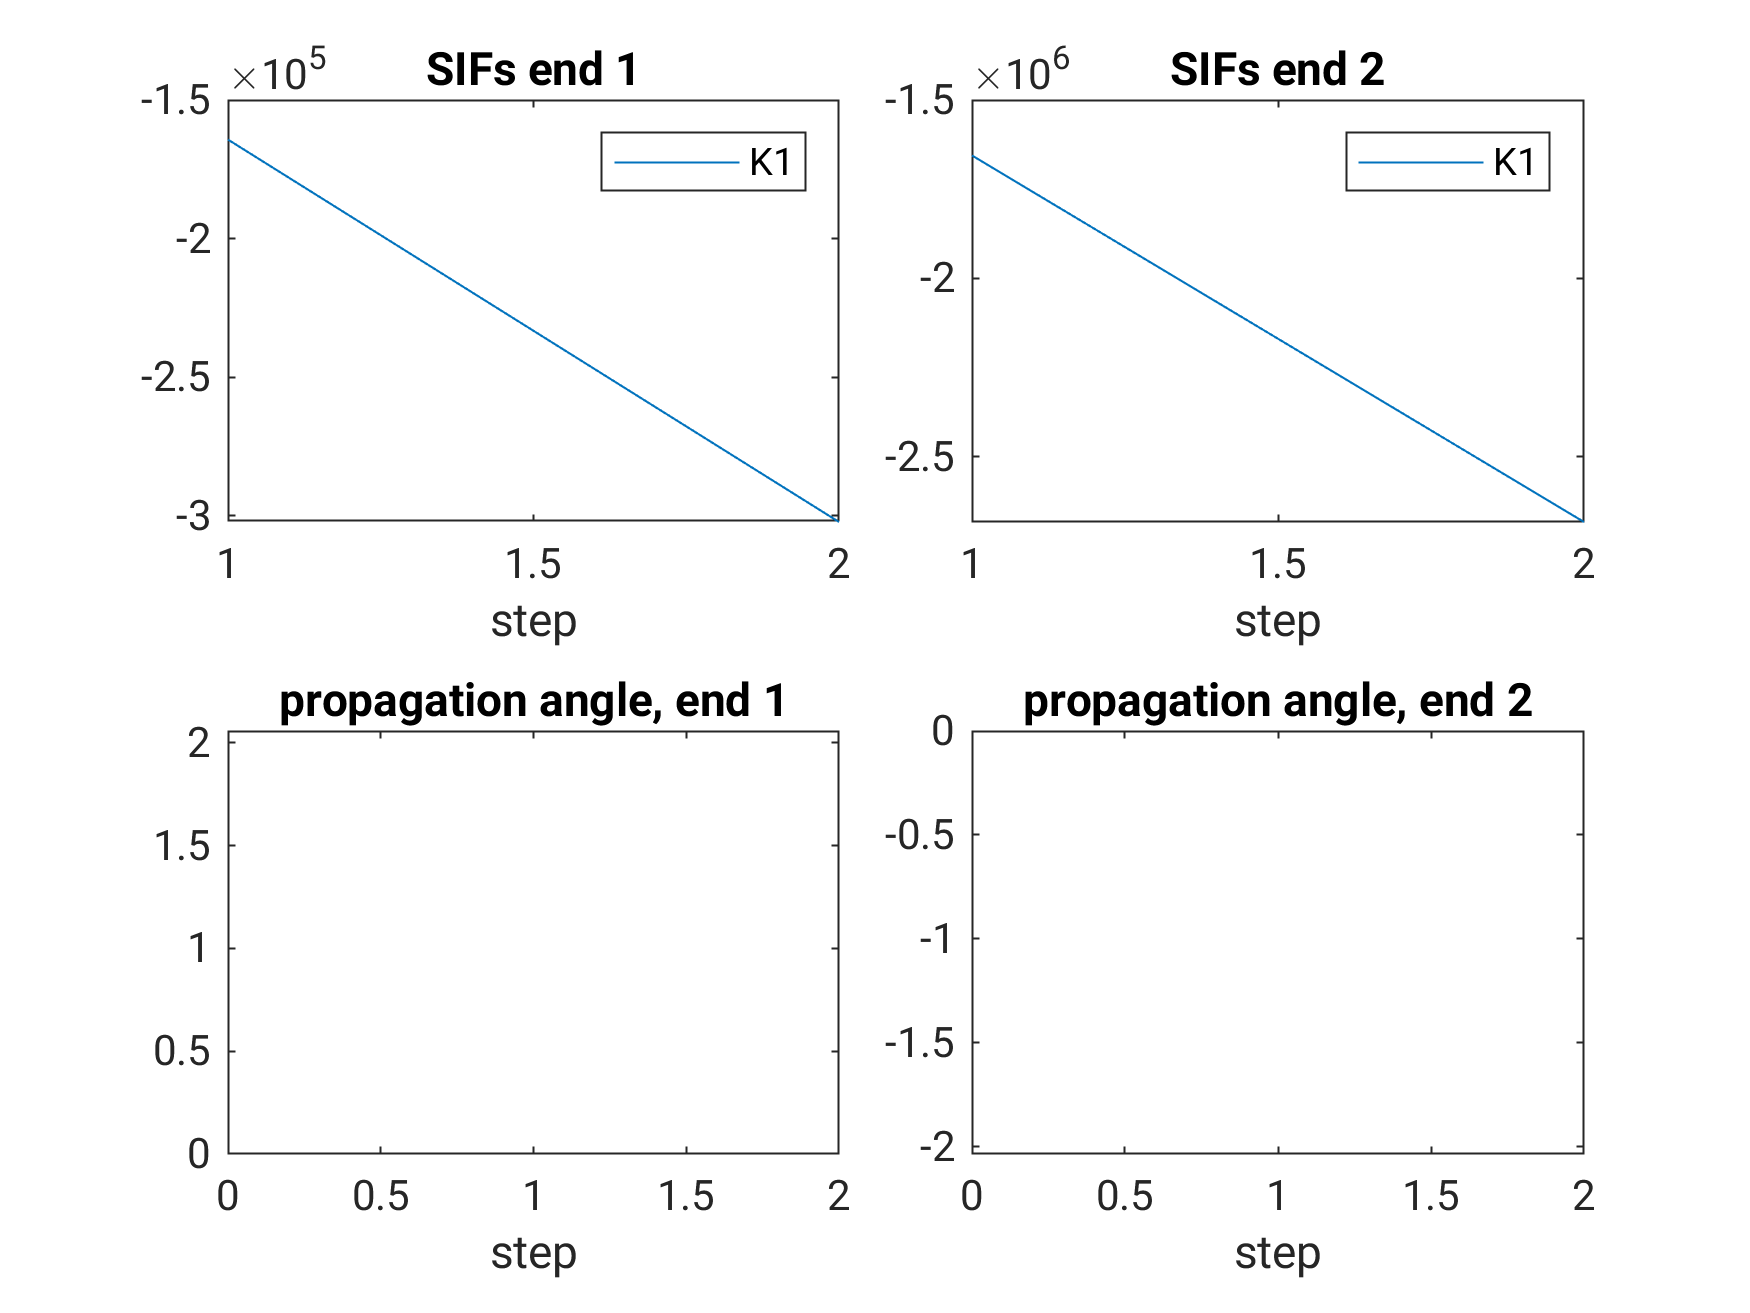 ×10^5 SIFs end 1
-1.5
-2
-2.5
-3
K1
1 1.5 2
step
×10^6 SIFs end 2
-1.5
-2
-2.5
K1
1 1.5 2
step
propagation angle, end 1
2
1.5
1
0.5
0
0 0.5 1 1.5 2
step
propagation angle, end 2
0
-0.5
-1
-1.5
-2
0 0.5 1 1.5 2
step